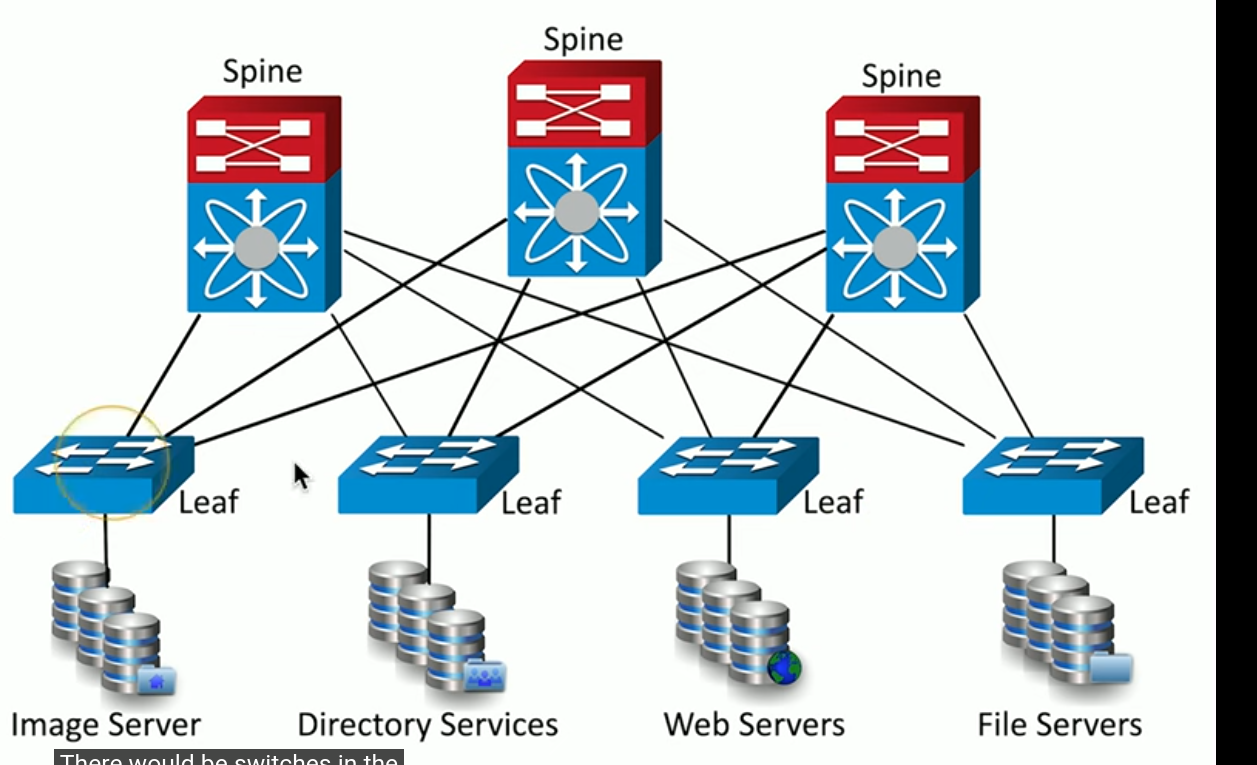 Spine
Spine
Spine
Leaf
Leaf
Leaf
Leaf
Image Server
Directory Services
Web Servers
File Servers
There would be switches in the